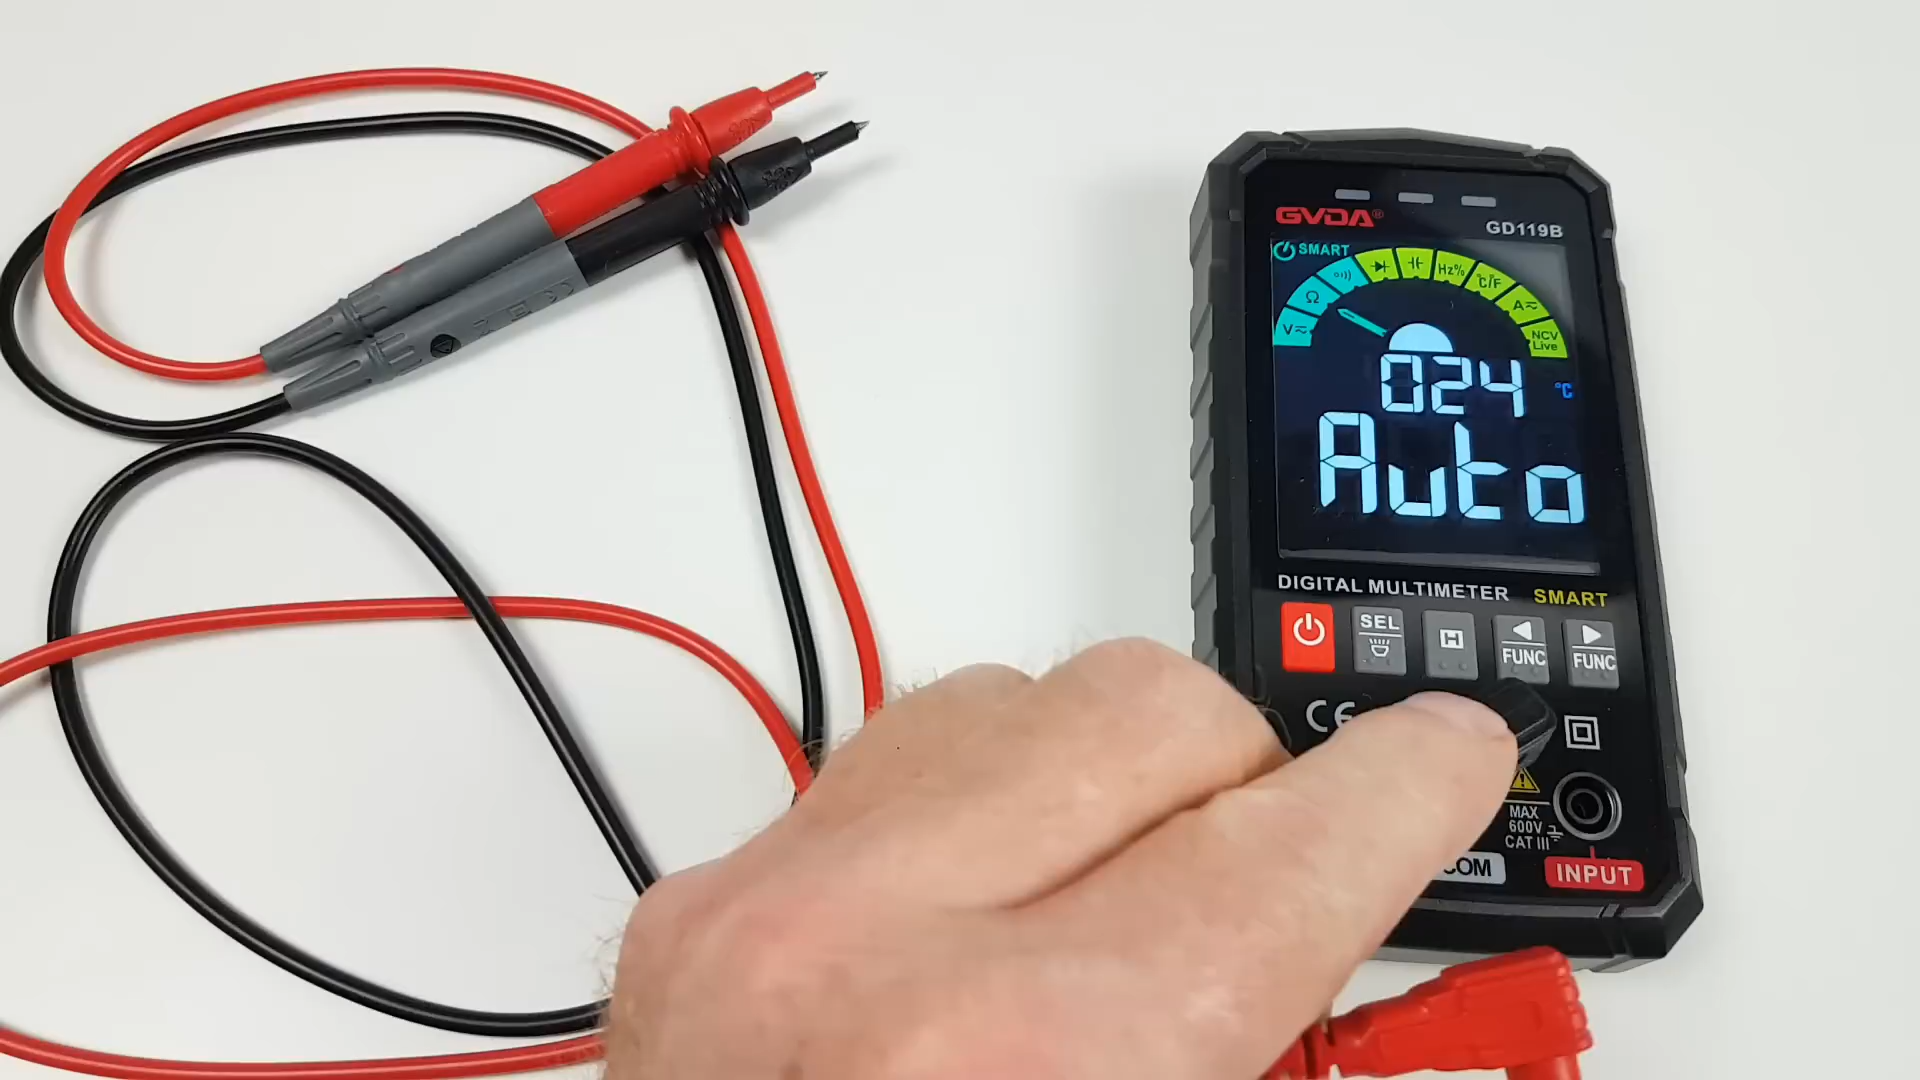 GVDA®
GD119B
SMART
V Ω Hz% °C/°F A NCV Live
024 °C
Auto
DIGITAL MULTIMETER SMART
SEL H FUNC FUNC
CE
MAX
600V
CAT III
COM INPUT